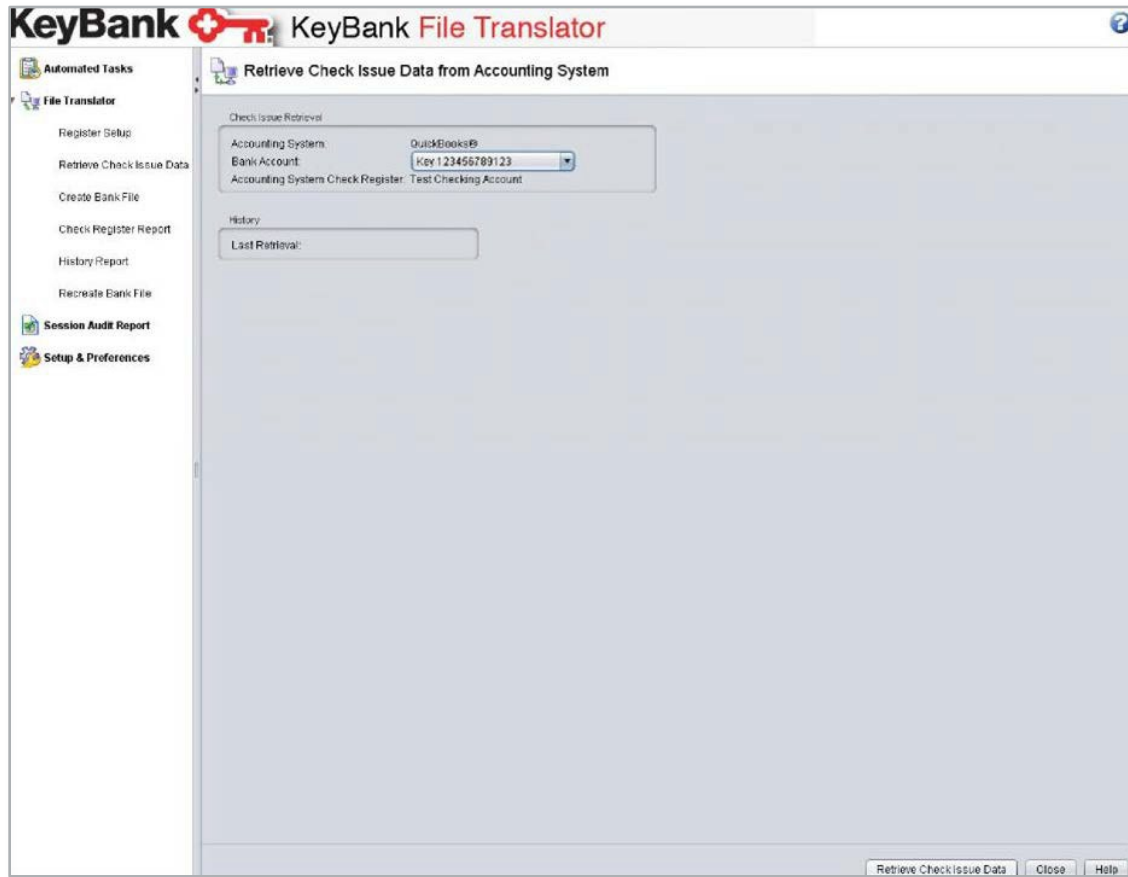 KeyBank KeyBank File Translator
?
Automated Tasks
File Translator
Register Setup
Retrieve Check Issue Data
Create Bank File
Check Register Report
History Report
Recreate Bank File
Session Audit Report
Setup & Preferences
Retrieve Check Issue Data from Accounting System
Check Issue Retrieval
Accounting System: QuickBooks®
Bank Account: Key 123456789123
Accounting System Check Register: Test Checking Account
History
Last Retrieval:
Retrieve Check Issue Data Close Help